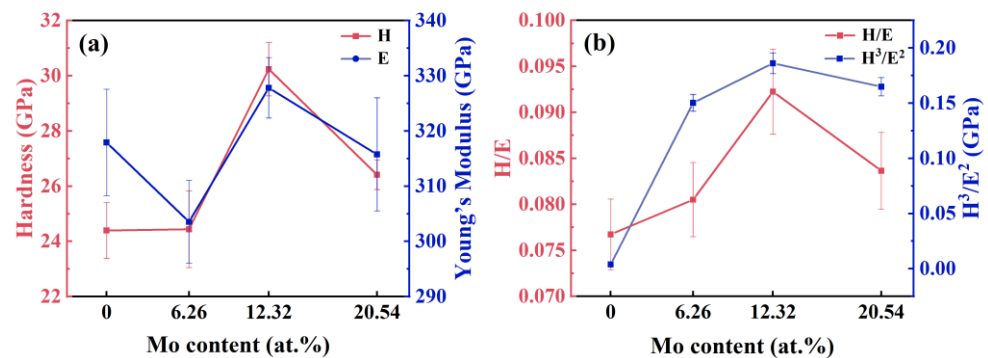 (a)
H
E
Hardness (GPa)
32
30
28
26
24
22
340
330
320
310
300
290
Young's Modulus (GPa)
0 6.26 12.32 20.54
Mo content (at.%)
(b)
H/E
H³/E²
H/E
0.100
0.095
0.090
0.085
0.080
0.075
0.070
0.20
0.15
0.10
0.05
0.00
H³/E² (GPa)
0 6.26 12.32 20.54
Mo content (at.%)